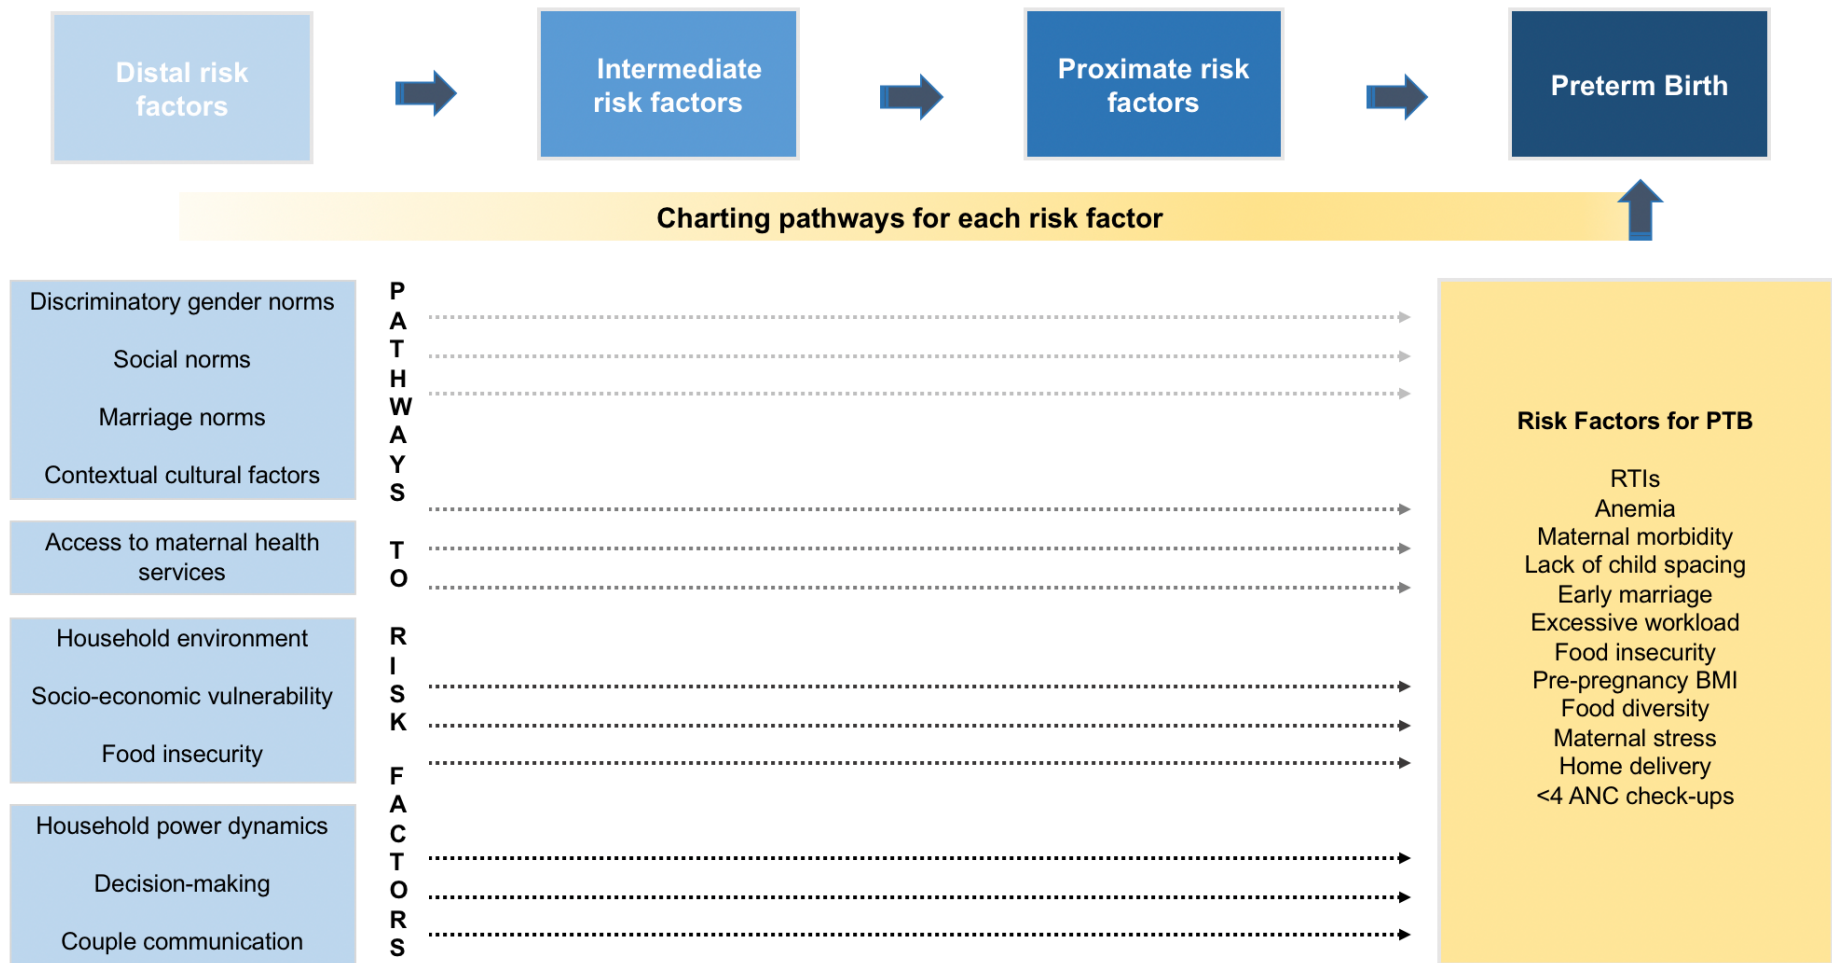 Distal risk
factors
Intermediate
risk factors
Proximate risk
factors
Preterm Birth
Charting pathways for each risk factor
Discriminatory gender norms
Social norms
Marriage norms
Contextual cultural factors
Access to maternal health
services
Household environment
Socio-economic vulnerability
Food insecurity
Household power dynamics
Decision-making
Couple communication
P
A
T
H
W
A
Y
S
T
O
R
I
S
K
F
A
C
T
O
R
S
Risk Factors for PTB
RTIs
Anemia
Maternal morbidity
Lack of child spacing
Early marriage
Excessive workload
Food insecurity
Pre-pregnancy BMI
Food diversity
Maternal stress
Home delivery
<4 ANC check-ups